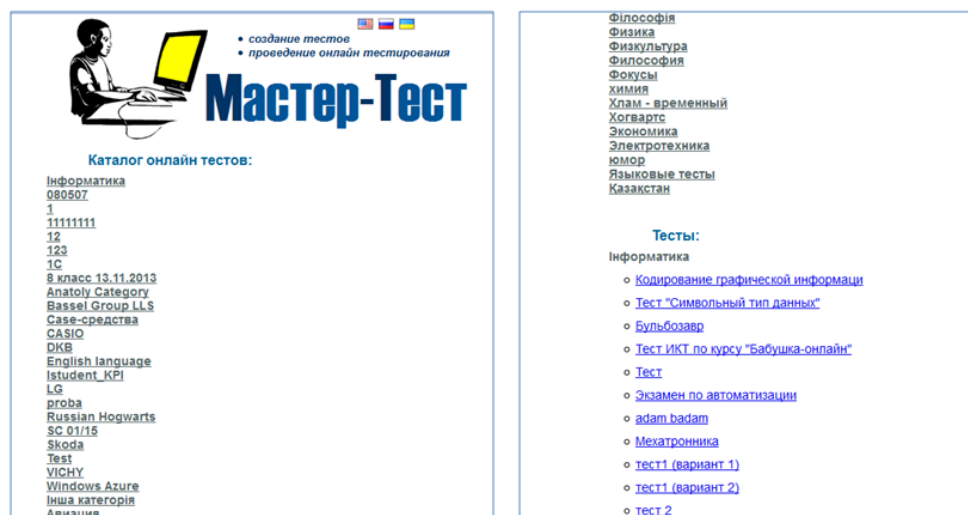 создание тестов
проведение онлайн тестирования
Мастер-Тест
Каталог онлайн тестов:
Інформатика
080507
1
11111111
12
123
1С
8 класс 13.11.2013
Anatoly Category
Bassel Group LLS
Case-средства
CASIO
DKB
English language
Istudent_KPI
LG
proba
Russian Hogwarts
SC 01/15
Skoda
Test
VICHY
Windows Azure
Інша категорія
Авиация
Філософія
Физика
Физкультура
Философия
Фокусы
химия
Хлам - временный
Хогвартс
Экономика
Электротехника
юмор
Языковые тесты
Қазақстан
Тесты:
Інформатика
Кодирование графической информаци
Тест "Символьный тип данных"
Бульбозавр
Тест ИКТ по курсу "Бабушка-онлайн"
Тест
Экзамен по автоматизации
adam badam
Мехатронника
тест1 (вариант 1)
тест1 (вариант 2)
тест 2